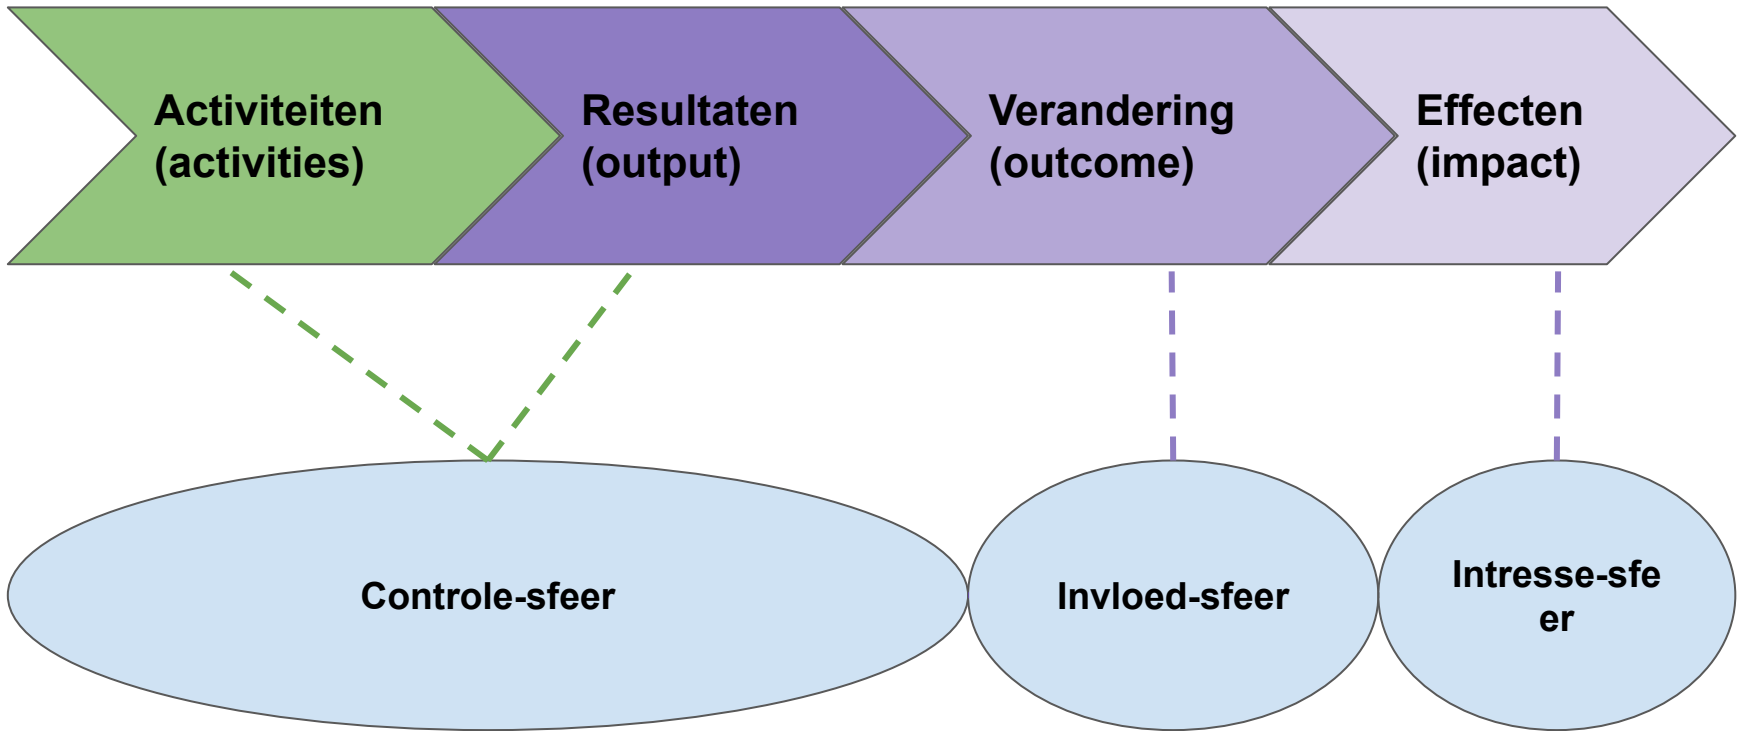 Activiteiten
(activities)
Resultaten
(output)
Verandering
(outcome)
Effecten
(impact)
Controle-sfeer
Invloed-sfeer
Intresse-sfe
er